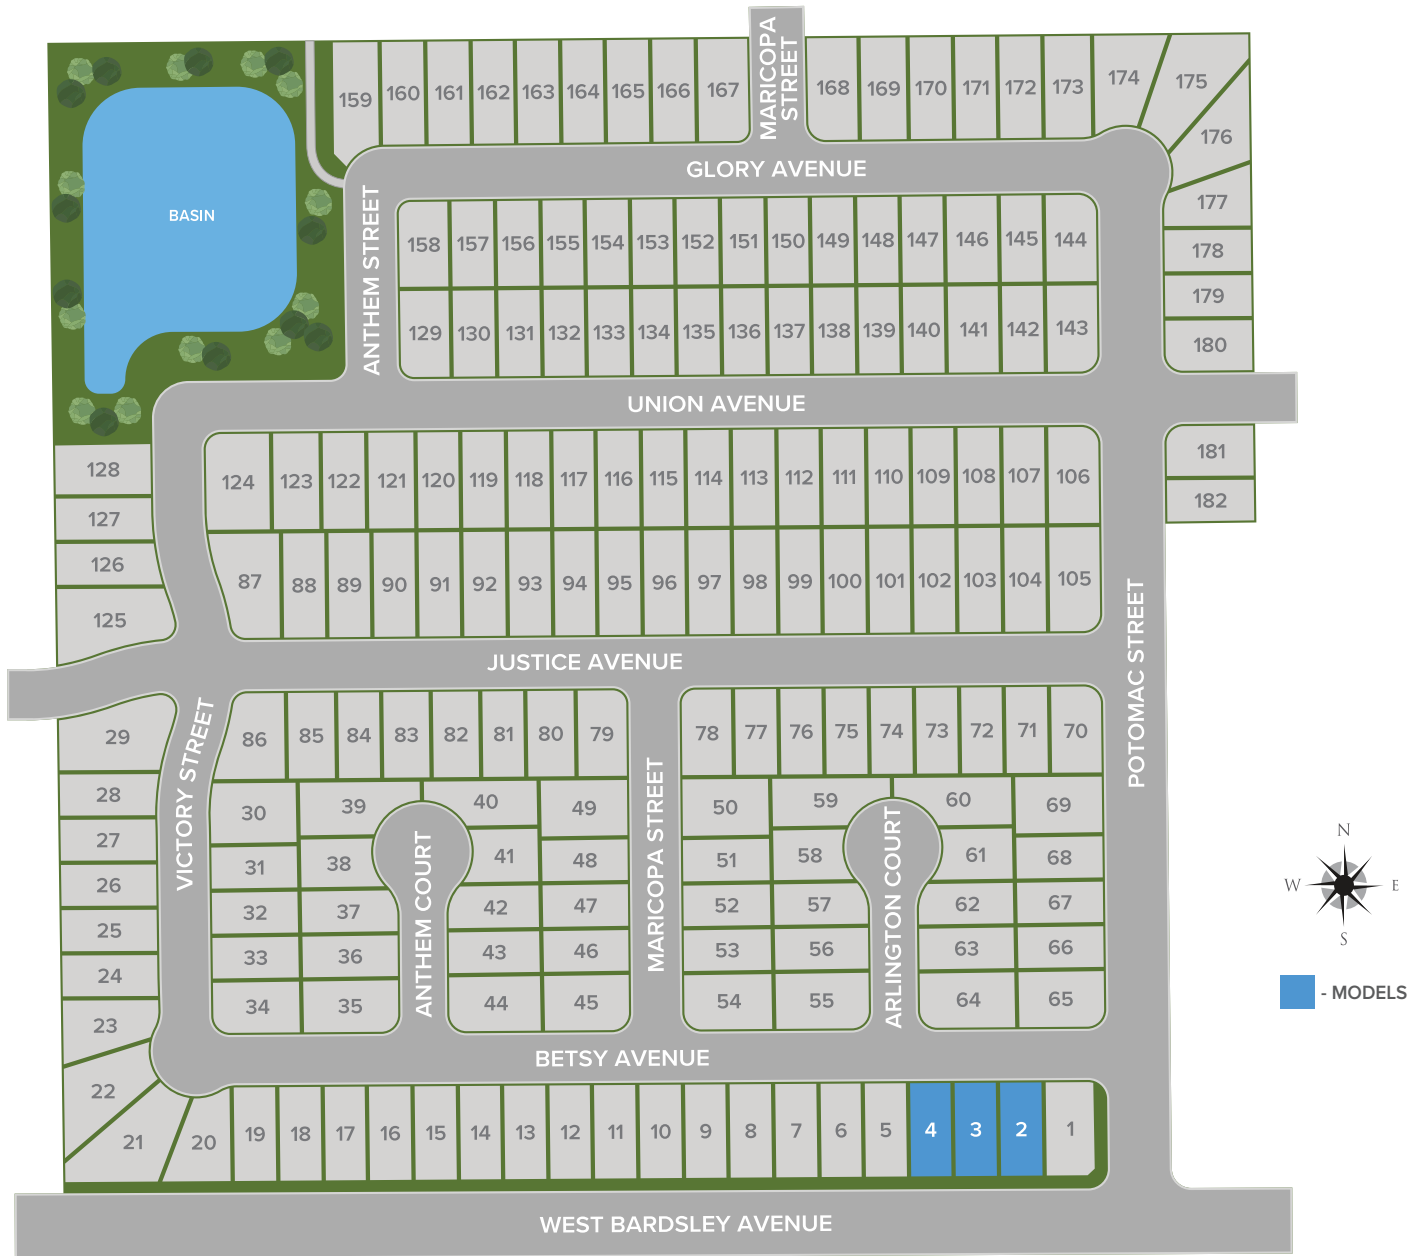 MARICOPA
STREET
159 160 161 162 163 164 165 166 167 168 169 170 171 172 173 174 175
176
GLORY AVENUE
177
BASIN
ANTHEM STREET
158 157 156 155 154 153 152 151 150 149 148 147 146 145 144
178
179
129 130 131 132 133 134 135 136 137 138 139 140 141 142 143
180
UNION AVENUE
128
124 123 122 121 120 119 118 117 116 115 114 113 112 111 110 109 108 107 106
181
182
127
126
125
87 88 89 90 91 92 93 94 95 96 97 98 99 100 101 102 103 104 105
POTOMAC STREET
JUSTICE AVENUE
29
VICTORY STREET
86 85 84 83 82 81 80 79
78 77 76 75 74 73 72 71 70
MARICOPA STREET
28
30 39 40 49
50 59 60 69
27
31 38 41 48
51 58 61 68
ANTHEM COURT
ARLINGTON COURT
26
32 37 42 47
52 57 62 67
25
33 36 43 46
53 56 63 66
24
34 35 44 45
54 55 64 65
23
N
W E
S
- MODELS
BETSY AVENUE
22
21 20 19 18 17 16 15 14 13 12 11 10 9 8 7 6 5 4 3 2 1
WEST BARDSLEY AVENUE